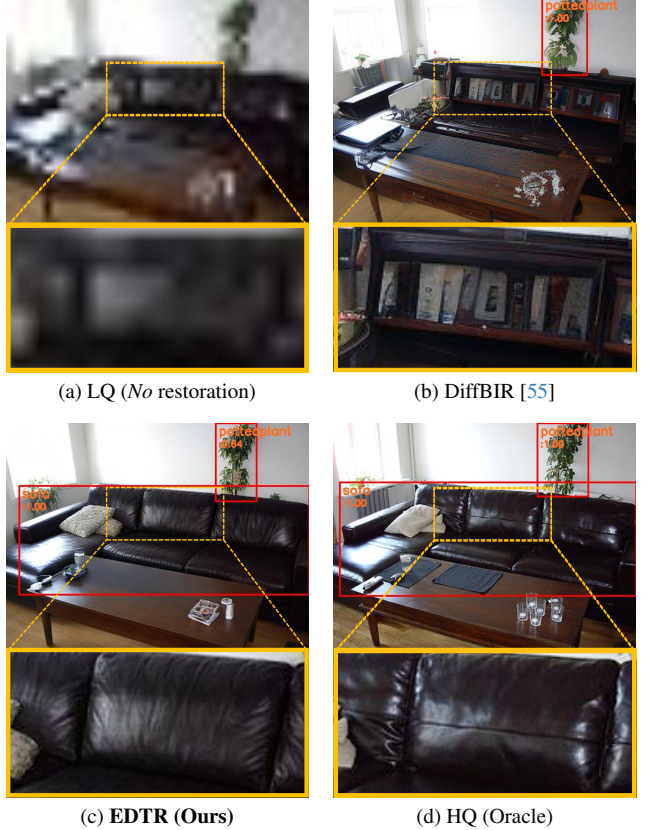 pottedplant
:1.00
(a) LQ (No restoration)
(b) DiffBIR [55]
pottedplant
:0.64
sofa
:1.00
pottedplant
:1.00
sofa
:1.00
(c) EDTR (Ours)
(d) HQ (Oracle)